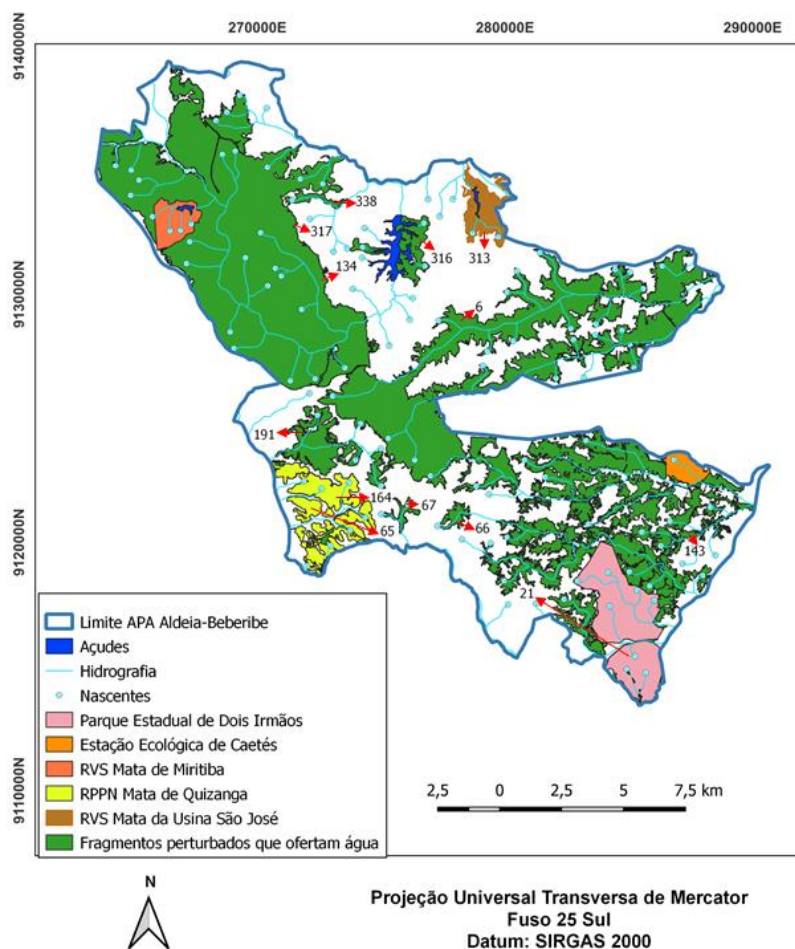 270000E 280000E 290000E
9140000N
338
317
316
313
134
9130000N
6
191
164
67
66
65
143
9120000N
21
Limite APA Aldeia-Beberibe
Açudes
Hidrografia
Nascentes
Parque Estadual de Dois Irmãos
Estação Ecológica de Caetés
RVS Mata de Miritiba
RPPN Mata de Quizanga
RVS Mata da Usina São José
Fragmentos perturbados que ofertam água
9110000N
2,5 0 2,5 5 7,5 km
N
Projeção Universal Transversa de Mercator
Fuso 25 Sul
Datum: SIRGAS 2000